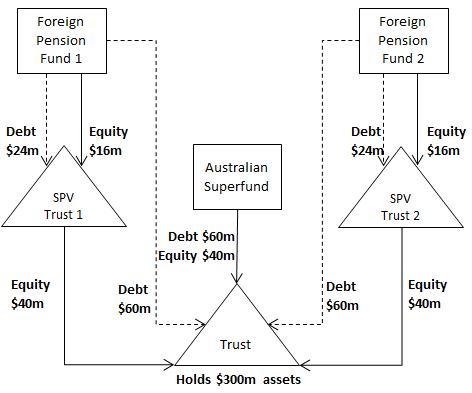 Foreign
Pension
Fund 1
Foreign
Pension
Fund 2
Debt
$24m
Equity
$16m
Debt
$24m
Equity
$16m
Australian
Superfund
SPV
Trust 1
SPV
Trust 2
Debt $60m
Equity $40m
Equity
$40m
Debt
$60m
Debt
$60m
Equity
$40m
Trust
Holds $300m assets